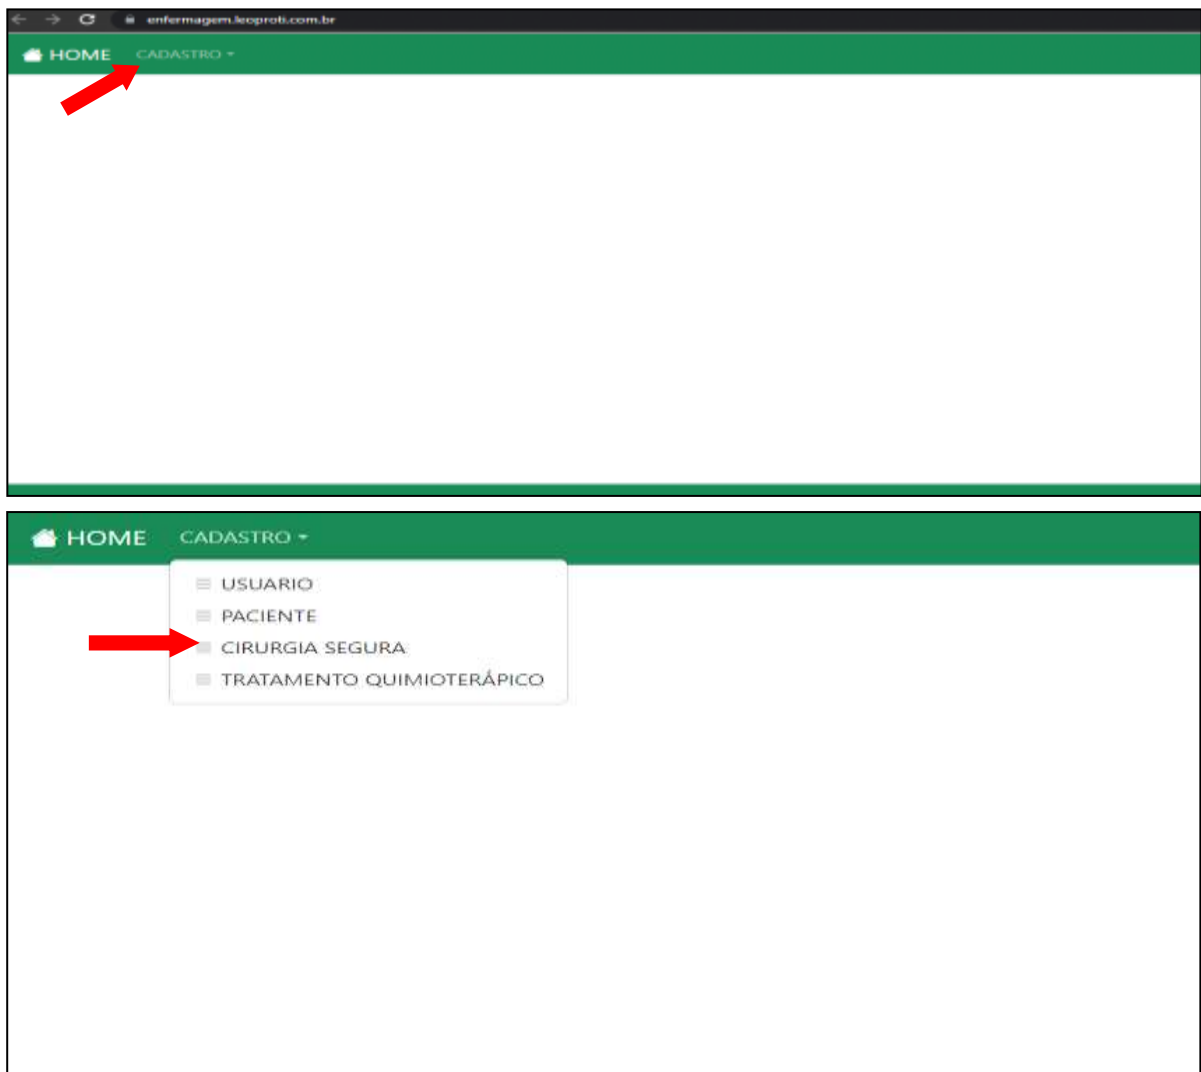 enfermagem.leoproti.com.br
HOME CADASTRO
HOME CADASTRO
USUARIO
PACIENTE
CIRURGIA SEGURA
TRATAMENTO QUIMIOTERÁPICO